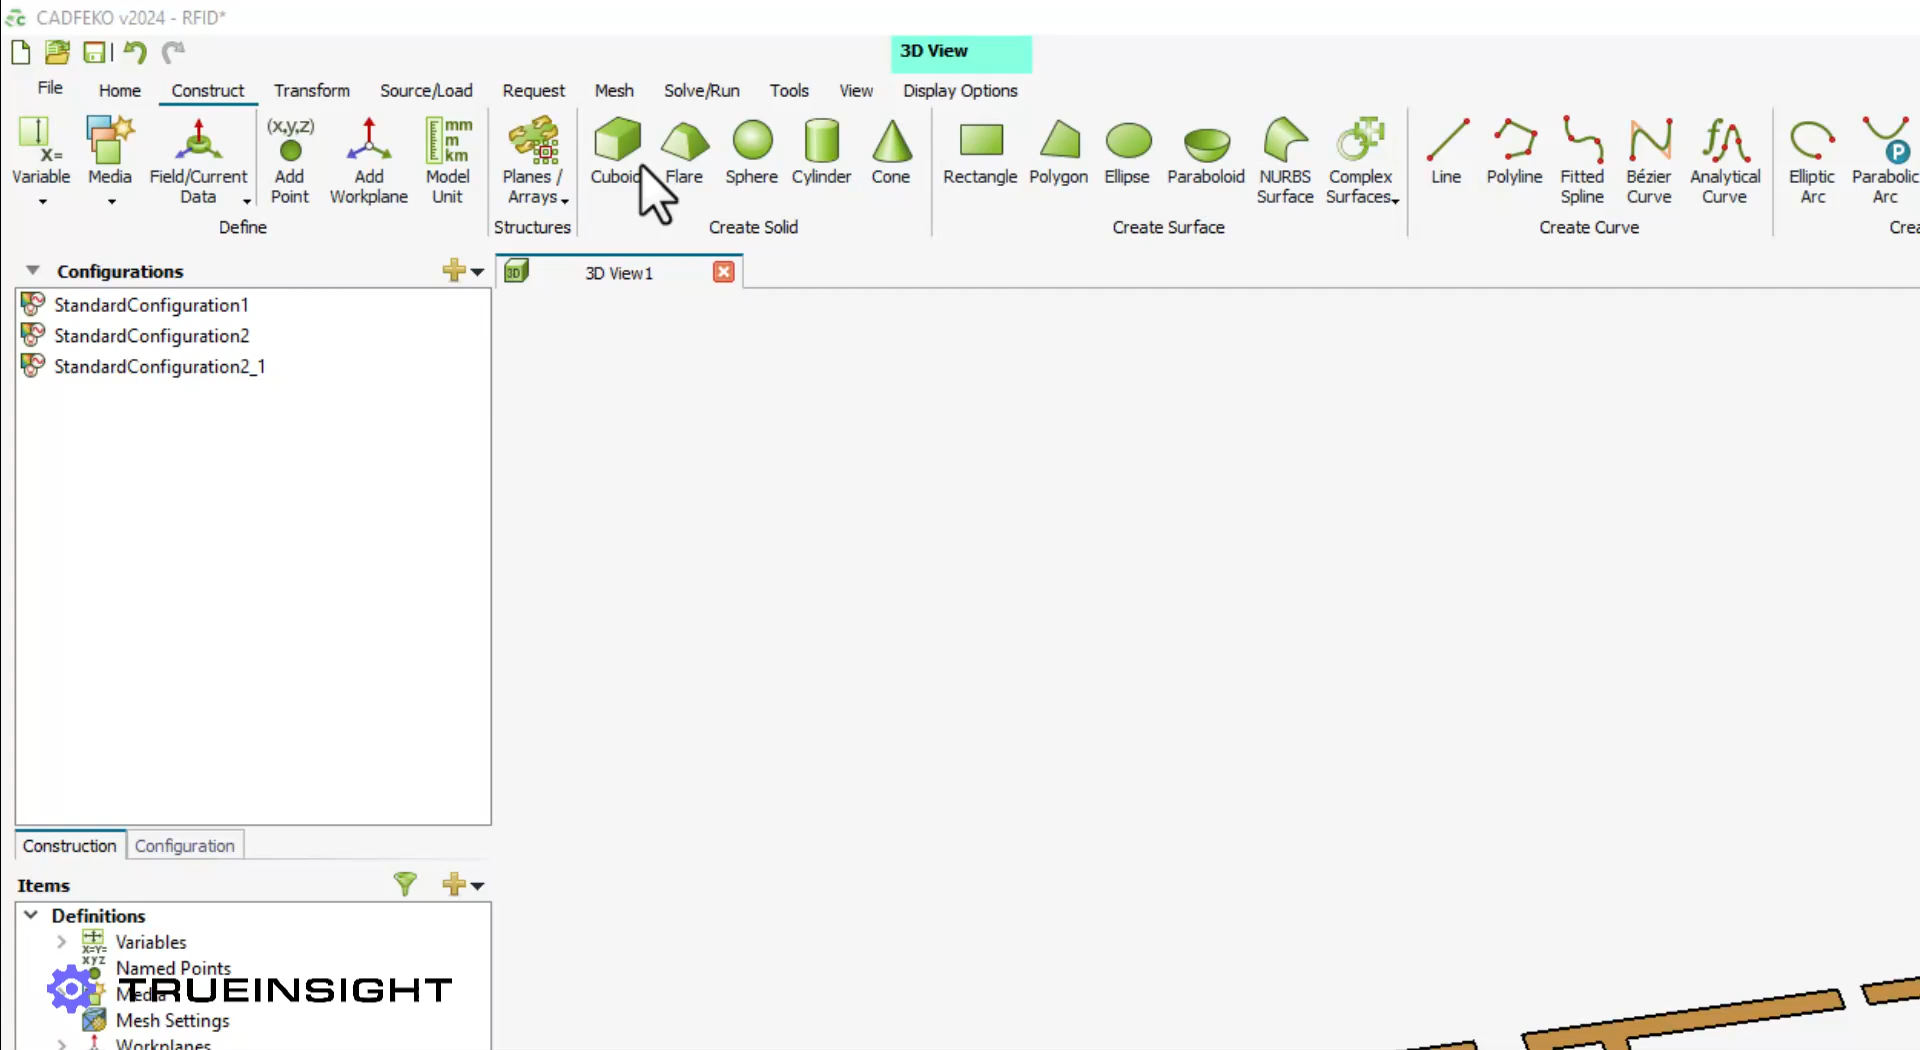 CADFEKO v2024 - RFID*
3D View
File Home Construct Transform Source/Load Request Mesh Solve/Run Tools View Display Options
(x,y,z) mm m km
X=
Variable Media Field/Current Data Add Point Add Workplane Model Unit Planes / Arrays Cuboid Flare Sphere Cylinder Cone Rectangle Polygon Ellipse Paraboloid NURBS Surface Complex Surfaces Line Polyline Fitted Spline Bézier Curve Analytical Curve Elliptic Arc Parabolic Arc
Define Structures Create Solid Create Surface Create Curve
Configurations
3D View1
StandardConfiguration1
StandardConfiguration2
StandardConfiguration2_1
Construction Configuration
Items
Definitions
Variables
Named Points
Media
TRUEINSIGHT
Mesh Settings
Workplanes